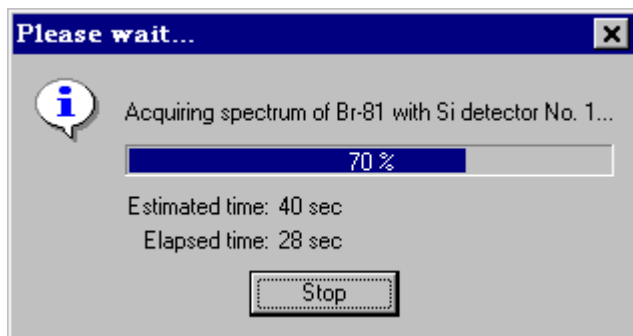 Please wait...
Acquiring spectrum of Br-81 with Si detector No. 1...
70 %
Estimated time: 40 sec
Elapsed time: 28 sec
Stop